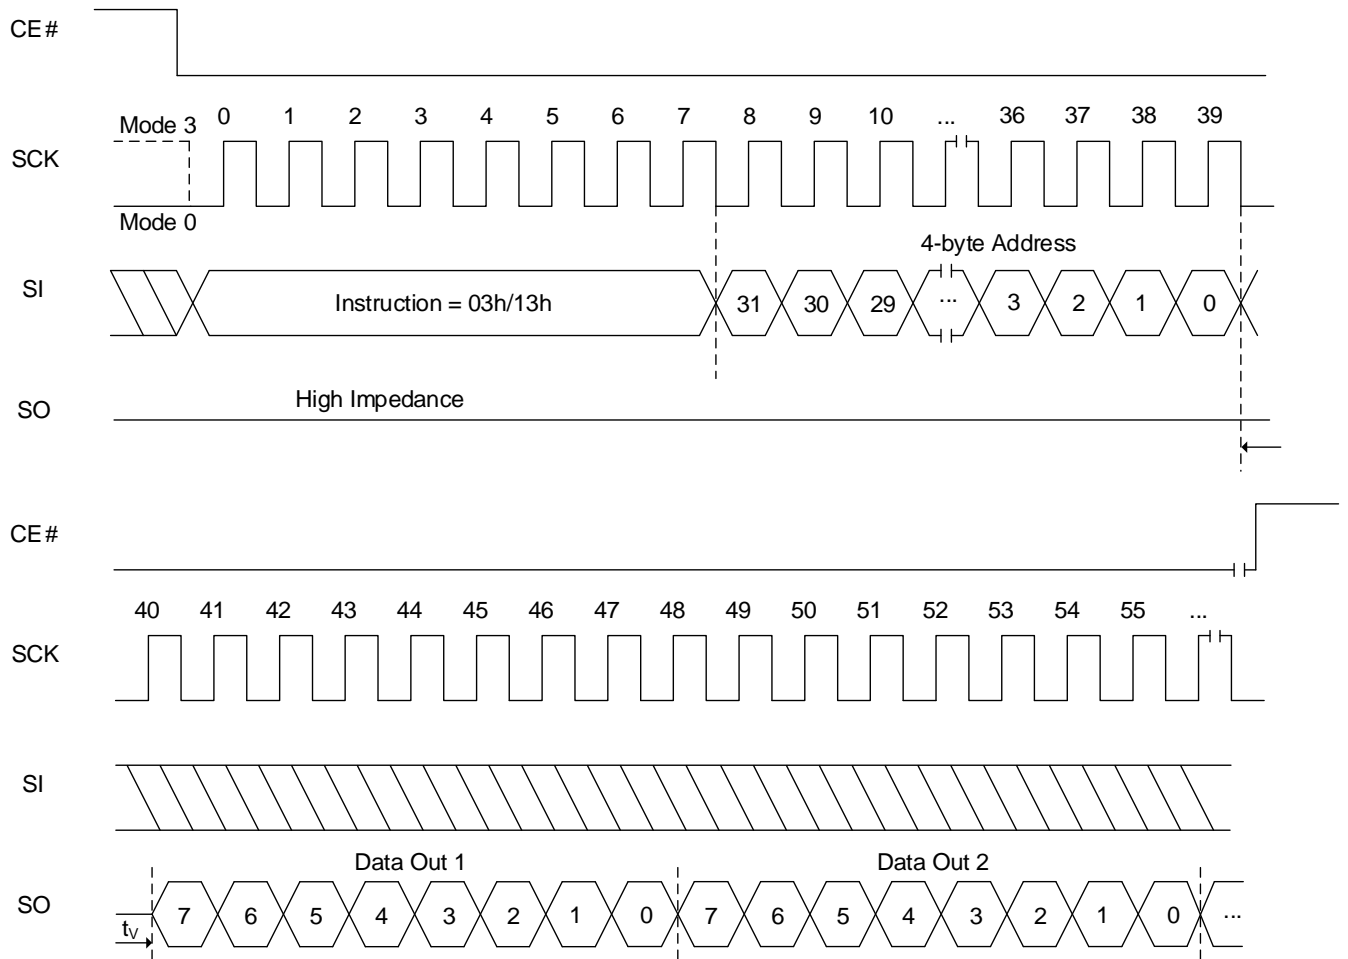 CE#
0 1 2 3 4 5 6 7 8 9 10 ... 36 37 38 39
Mode 3
SCK
Mode 0
4-byte Address
SI
Instruction = 03h/13h
31 30 29 ... 3 2 1 0
High Impedance
SO
CE#
40 41 42 43 44 45 46 47 48 49 50 51 52 53 54 55 ...
SCK
SI
Data Out 1 Data Out 2
SO
7 6 5 4 3 2 1 0 7 6 5 4 3 2 1 0 ...
tV